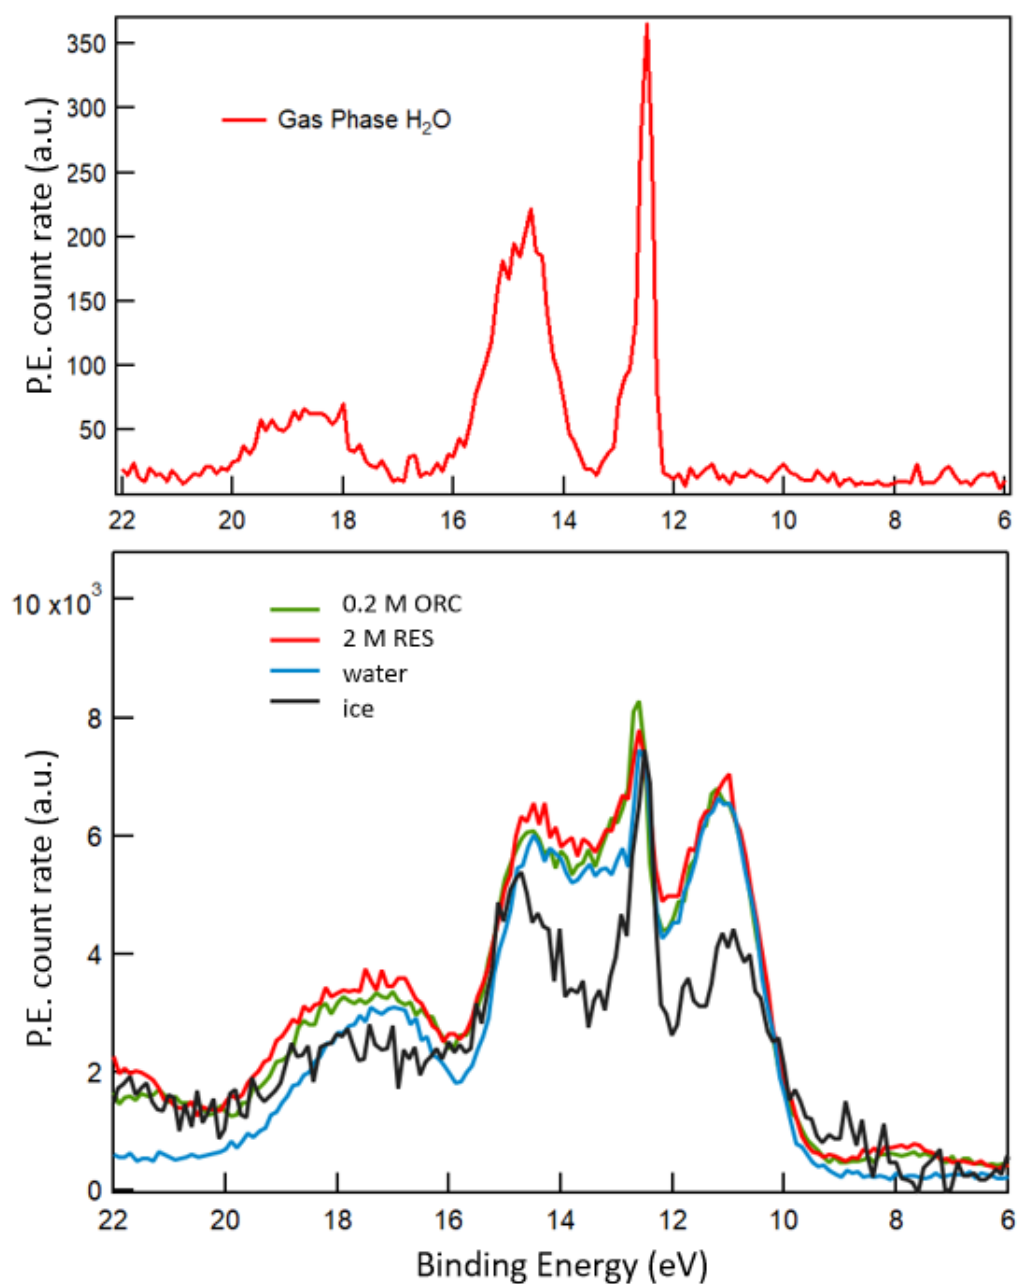 350
300
250
200
150
100
50
P.E. count rate (a.u.)
Gas Phase H₂O
22 20 18 16 14 12 10 8 6
10 x10³
8
6
4
2
0
P.E. count rate (a.u.)
0.2 M ORC
2 M RES
water
ice
22 20 18 16 14 12 10 8 6
Binding Energy (eV)